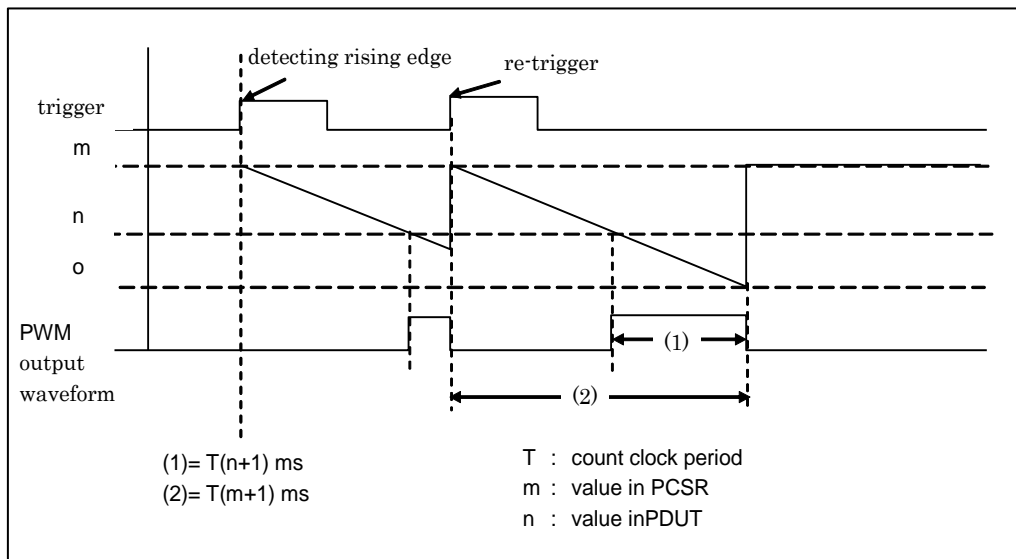 detecting rising edge
re-trigger
trigger
m
n
o
PWM
output
waveform
(1)
(2)
(1)= T(n+1) ms
(2)= T(m+1) ms
T : count clock period
m : value in PCSR
n : value inPDUT